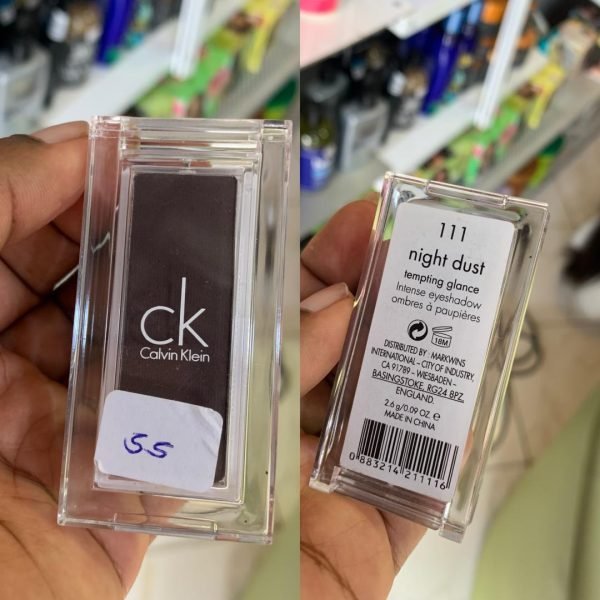 ck
Calvin Klein
55
111
night dust
tempting glance
Intense eyeshadow
ombres à paupières
18M
DISTRIBUTED BY : MARKWINS
INTERNATIONAL – CITY OF INDUSTRY,
CA 91789 – WIESBADEN –
BASINGSTOKE, RG24 8PZ
ENGLAND.
2.6 g/0.09 OZ. e
MADE IN CHINA
0 883214 211116